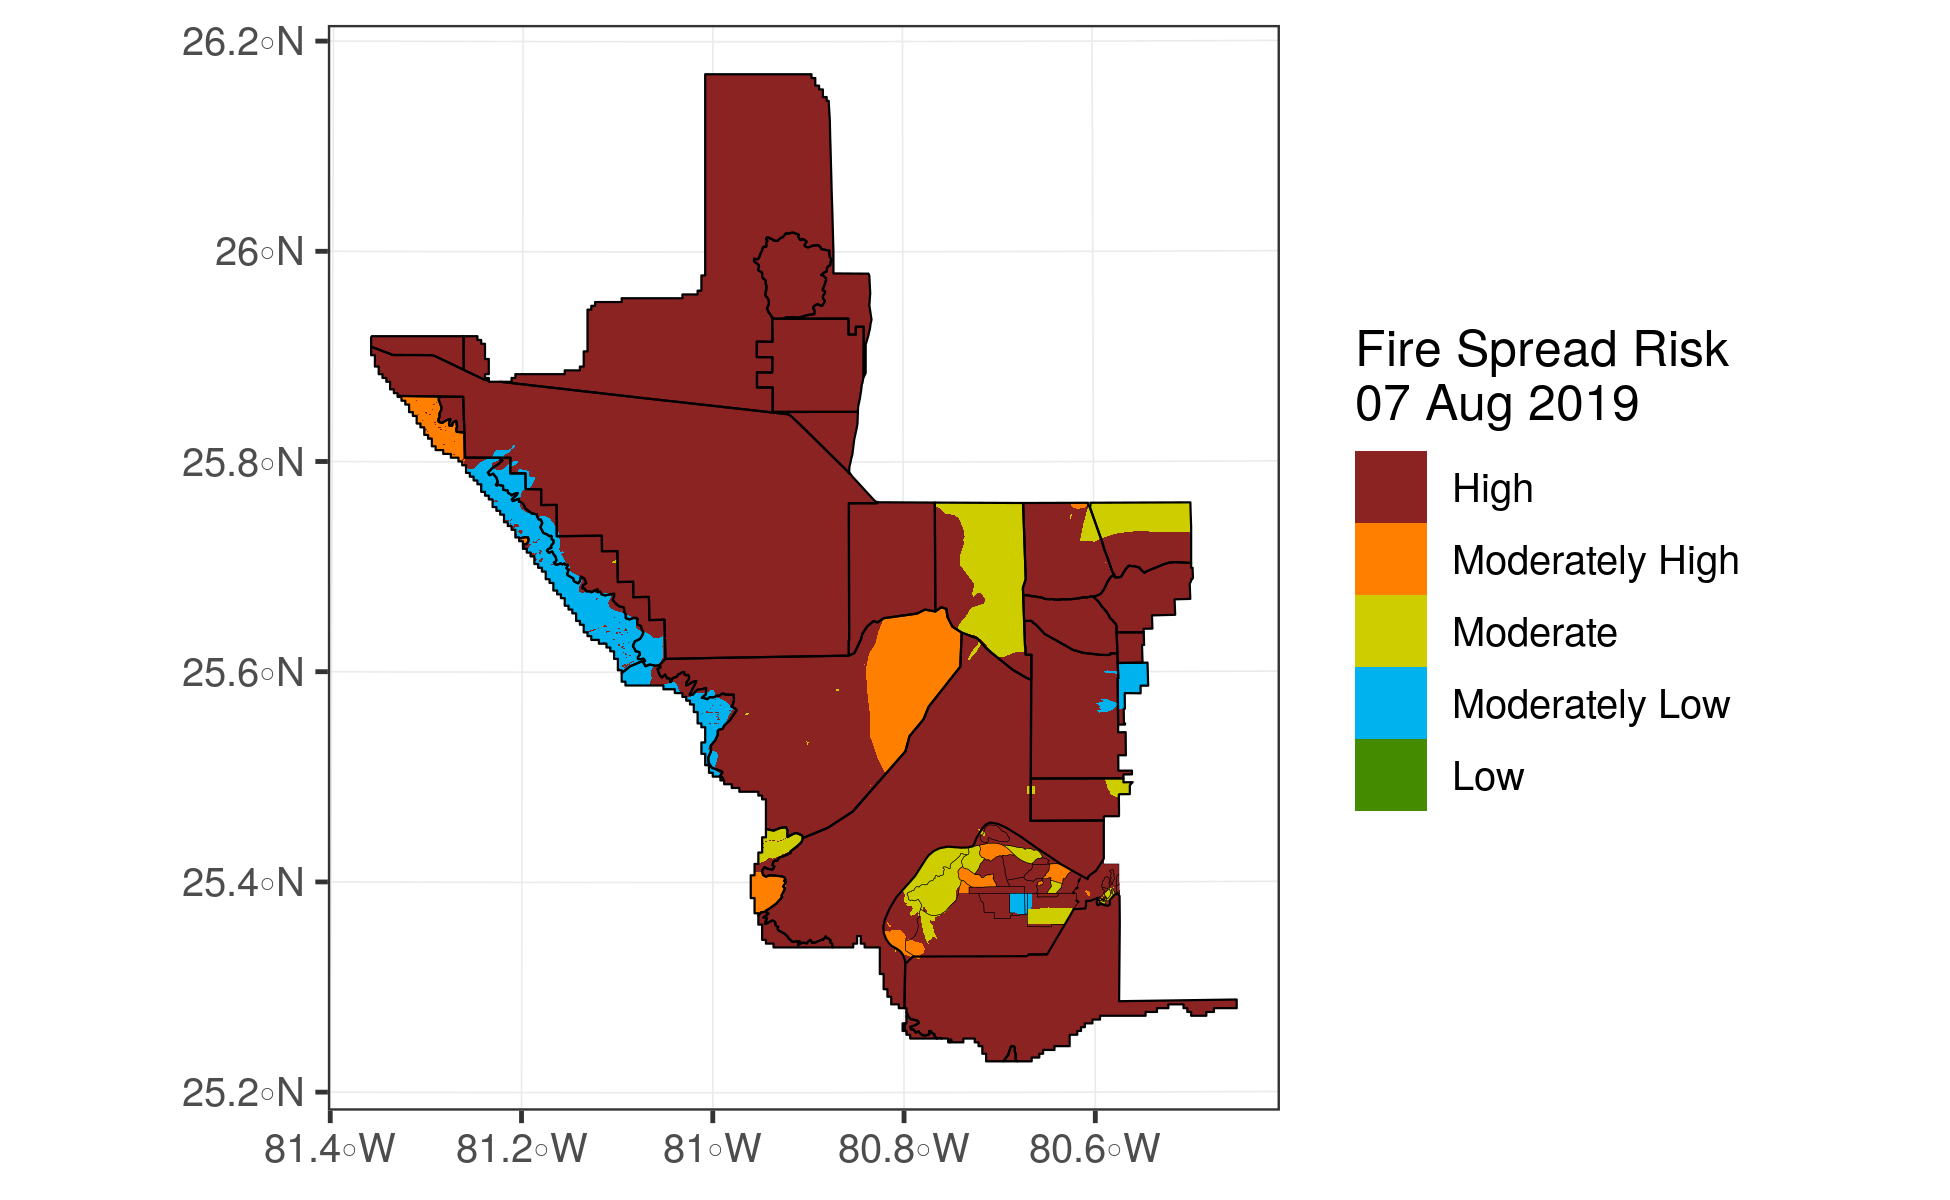 26.2◦N
26◦N
25.8◦N
25.6◦N
25.4◦N
25.2◦N
81.4◦W 81.2◦W 81◦W 80.8◦W 80.6◦W
Fire Spread Risk
07 Aug 2019
High
Moderately High
Moderate
Moderately Low
Low